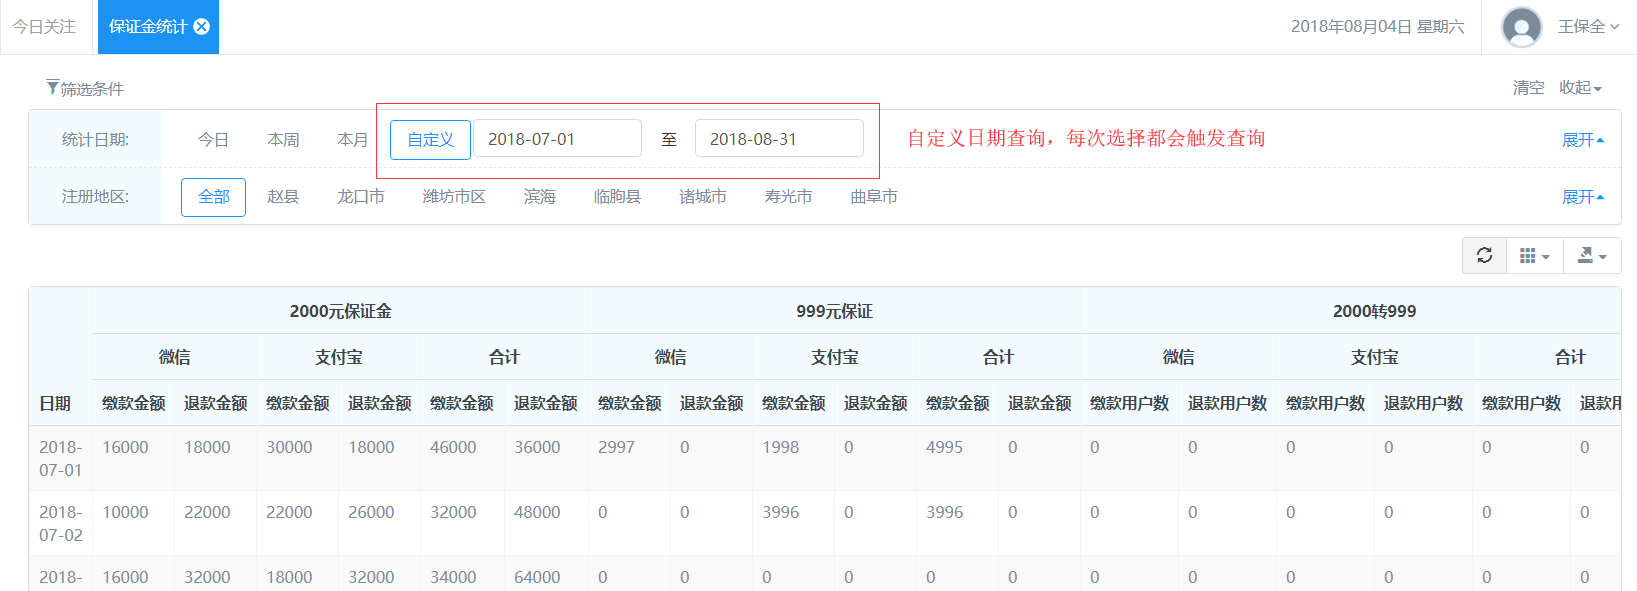 今日关注 保证金统计 2018年08月04日 星期六 王保全
筛选条件 清空 收起
统计日期: 今日 本周 本月 自定义 2018-07-01 至 2018-08-31 自定义日期查询，每次选择都会触发查询 展开
注册地区: 全部 赵县 龙口市 潍坊市区 滨海 临朐县 诸城市 寿光市 曲阜市 展开
2000元保证金 999元保证 2000转999
微信 支付宝 合计 微信 支付宝 合计 微信 支付宝 合计
日期 缴款金额 退款金额 缴款金额 退款金额 缴款金额 退款金额 缴款金额 退款金额 缴款金额 退款金额 缴款金额 退款金额 缴款用户数 退款用户数 缴款用户数 退款用户数 缴款用户数 退款用
2018- 16000 18000 30000 18000 46000 36000 2997 0 1998 0 4995 0 0 0 0 0 0 0
07-01
2018- 10000 22000 22000 26000 32000 48000 0 0 3996 0 3996 0 0 0 0 0 0 0
07-02
2018- 16000 32000 18000 32000 34000 64000 0 0 0 0 0 0 0 0 0 0 0 0